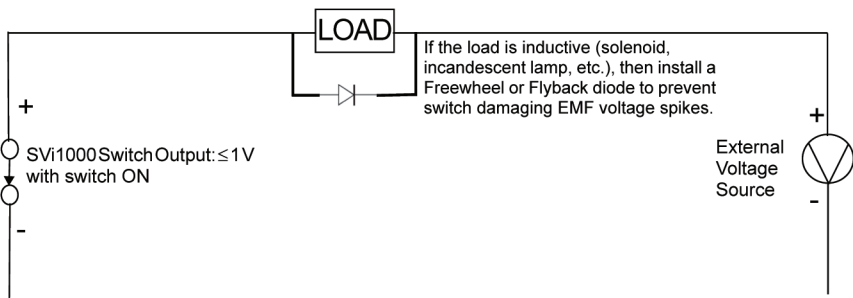 LOAD
If the load is inductive (solenoid,
incandescent lamp, etc.), then install a
Freewheel or Flyback diode to prevent
switch damaging EMF voltage spikes.
+
SVi1000 Switch Output: ≤ 1 V
with switch ON
-
+
External
Voltage
Source
-